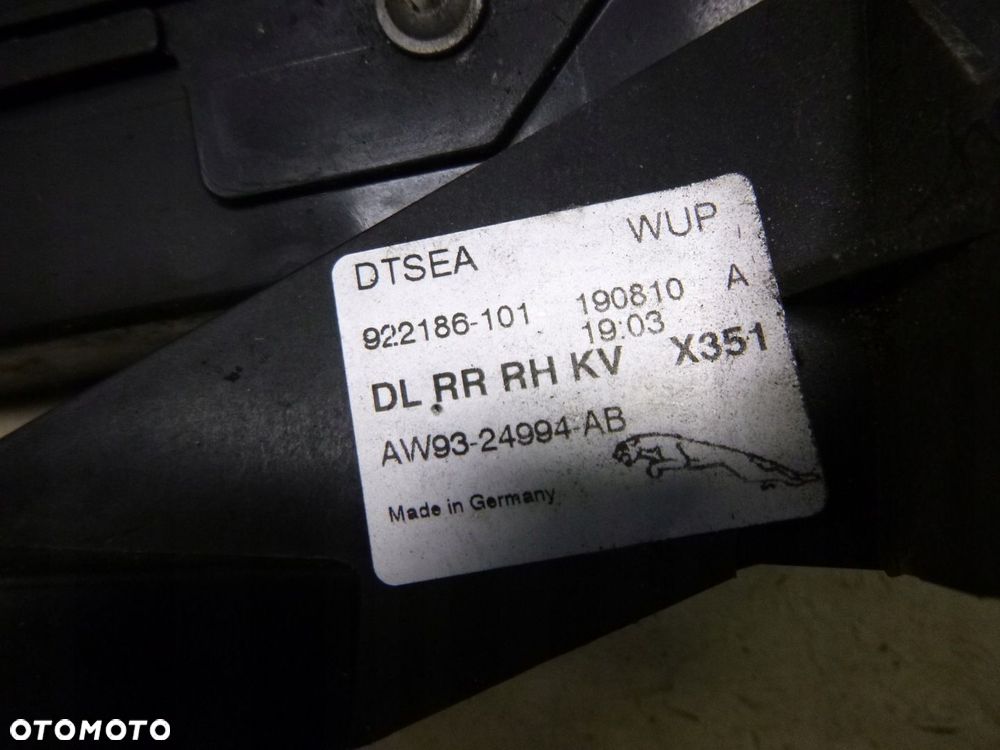 DTSEA WUP
922186-101 190810 A
19:03
DL RR RH KV X351
AW93-24994-AB
Made in Germany
OTOMOTO